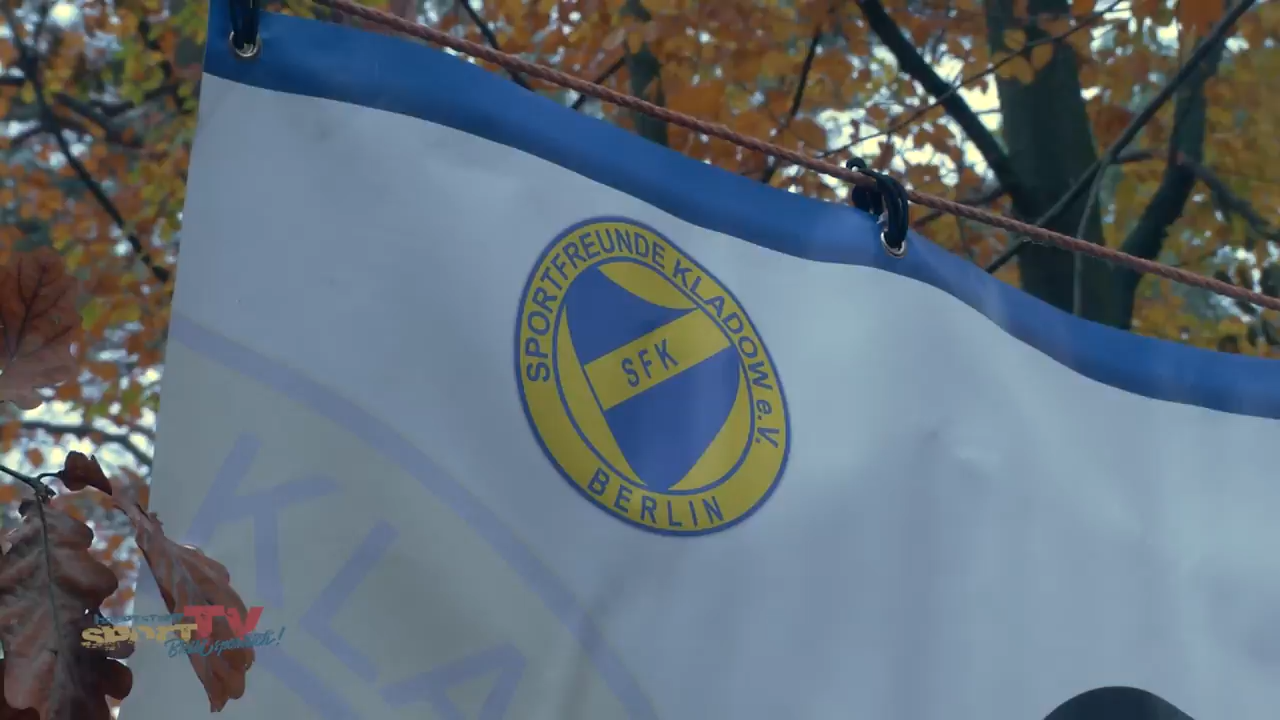 SPORTFREUNDE KLADOW e.V.
SFK
BERLIN
KLA
SPORT TV